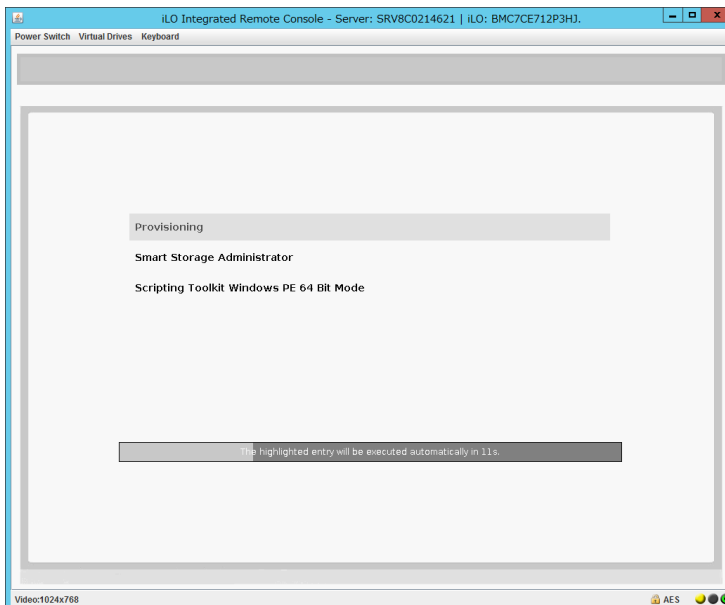 iLO Integrated Remote Console - Server: SRV8C0214621 | iLO: BMC7CE712P3HJ.
Power Switch Virtual Drives Keyboard
Provisioning
Smart Storage Administrator
Scripting Toolkit Windows PE 64 Bit Mode
The highlighted entry will be executed automatically in 11s.
Video:1024x768 AES